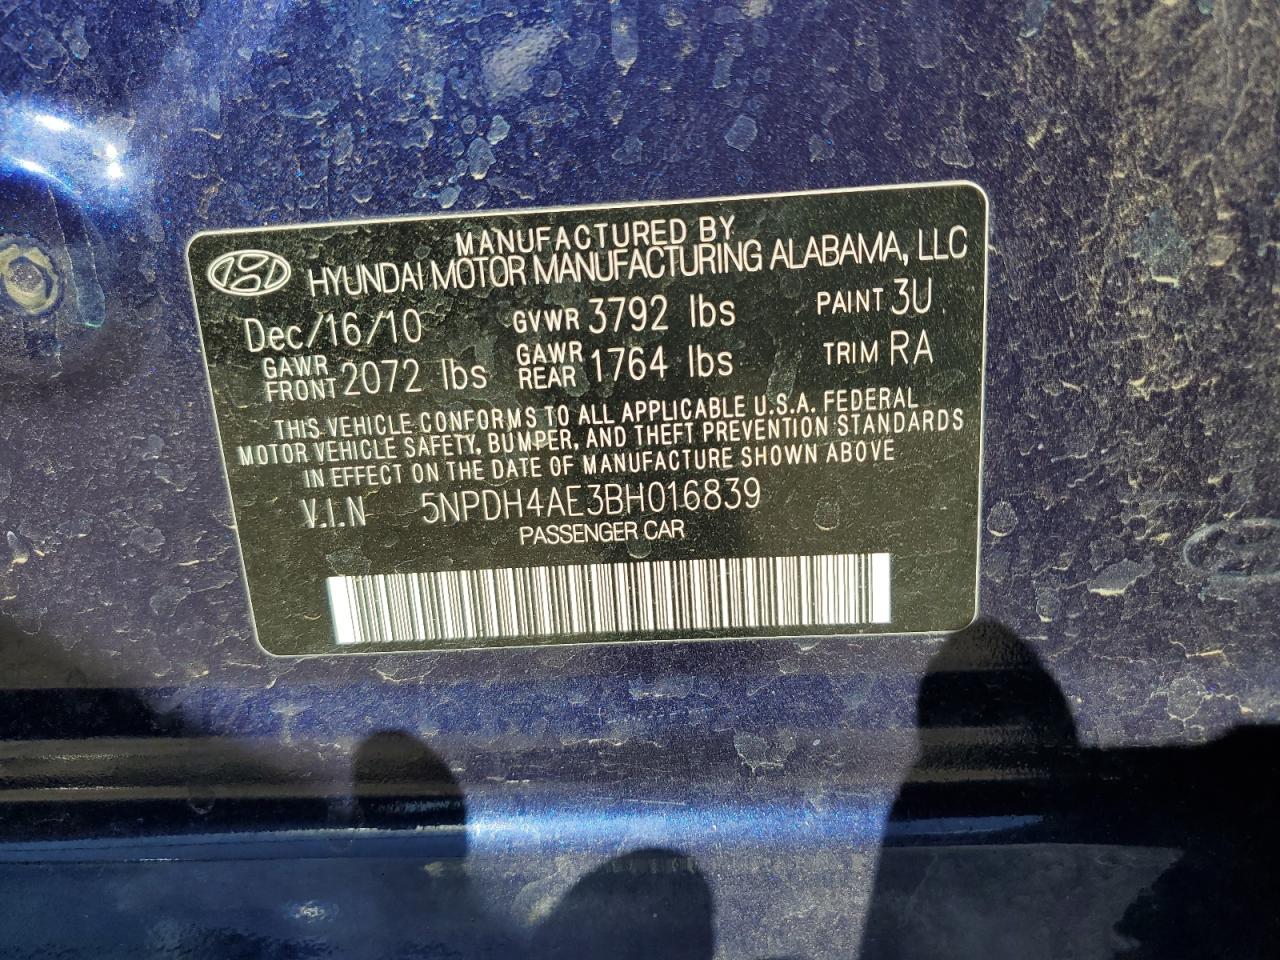 MANUFACTURED BY
HYUNDAI MOTOR MANUFACTURING ALABAMA, LLC
Dec/16/10 GVWR 3792 lbs PAINT 3U
GAWR FRONT 2072 lbs GAWR REAR 1764 lbs TRIM RA
THIS VEHICLE CONFORMS TO ALL APPLICABLE U.S.A. FEDERAL
MOTOR VEHICLE SAFETY, BUMPER, AND THEFT PREVENTION STANDARDS
IN EFFECT ON THE DATE OF MANUFACTURE SHOWN ABOVE
V.I.N 5NPDH4AE3BH016839
PASSENGER CAR